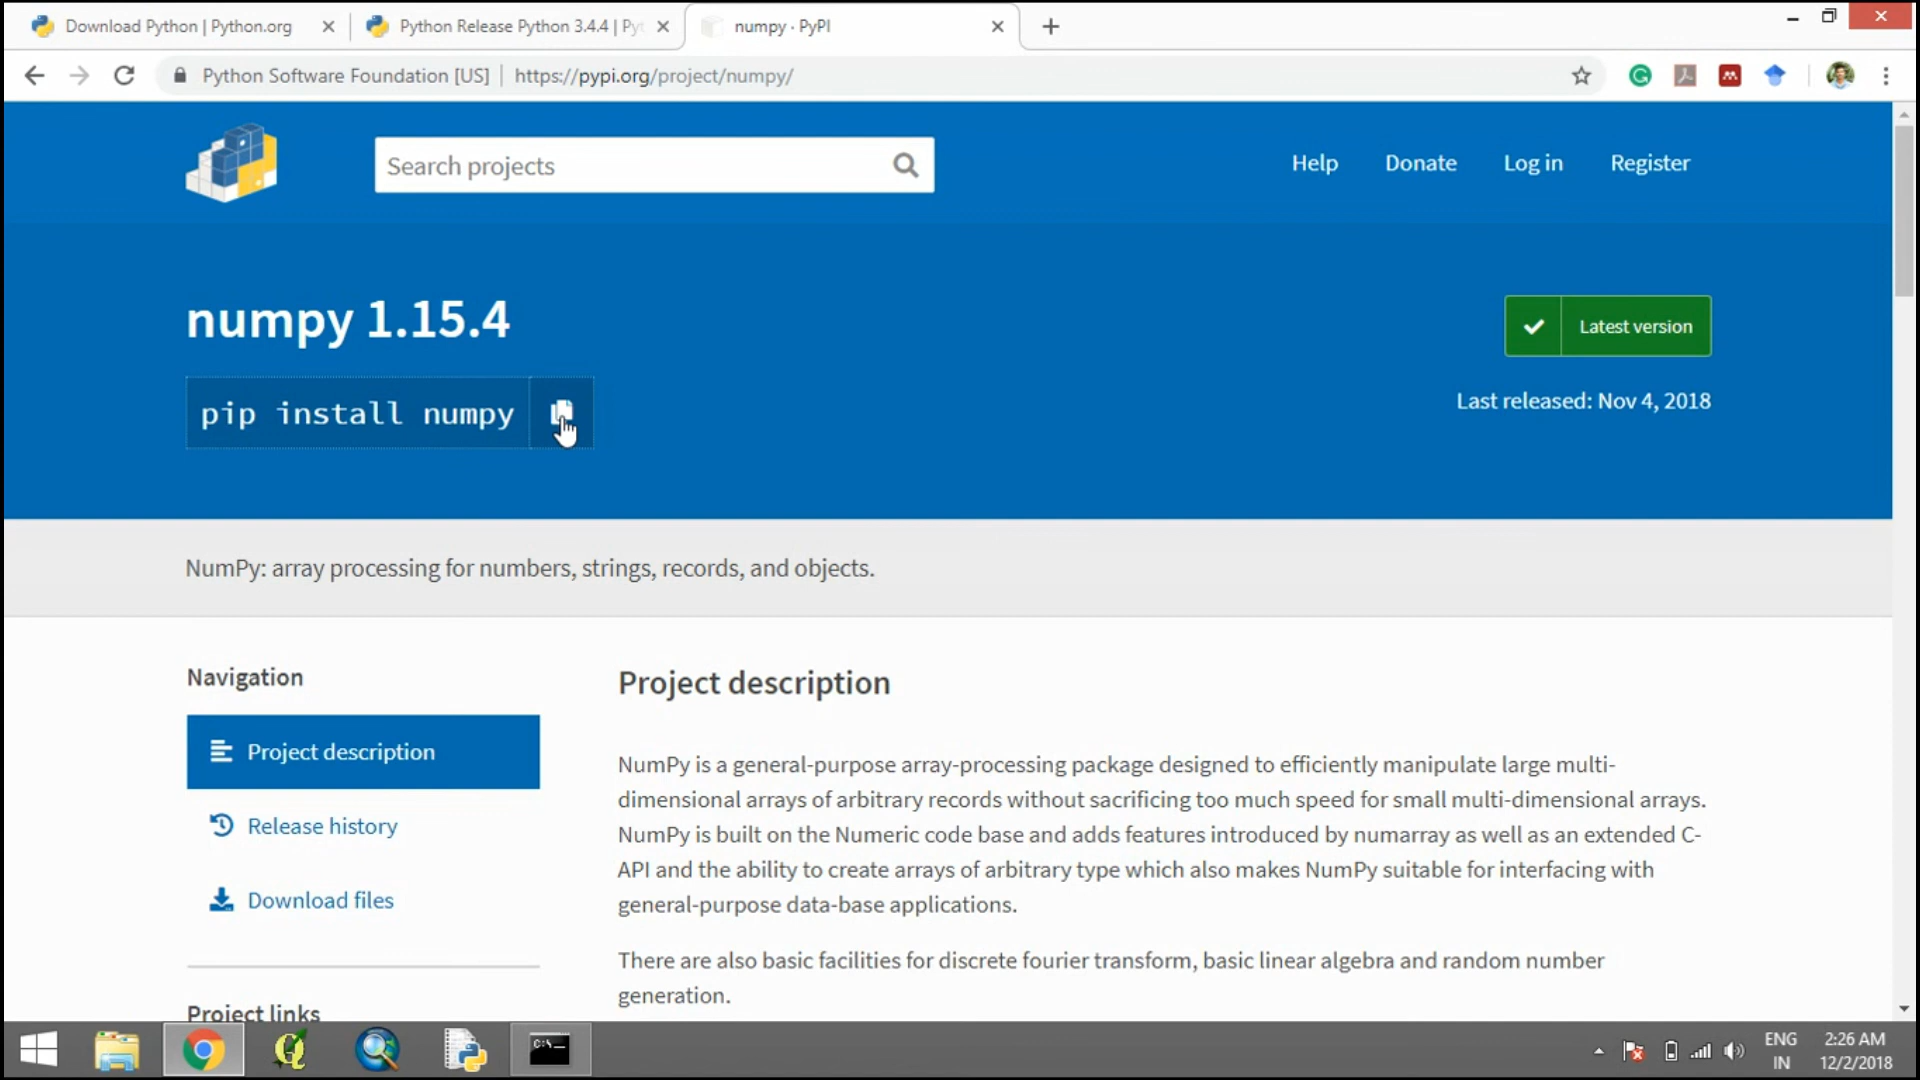 Download Python | Python.org
Python Release Python 3.4.4 | Pyt
numpy · PyPI
Python Software Foundation [US] | https://pypi.org/project/numpy/
Search projects
Help
Donate
Log in
Register
numpy 1.15.4
Latest version
pip install numpy
Last released: Nov 4, 2018
NumPy: array processing for numbers, strings, records, and objects.
Navigation
Project description
Release history
Download files
Project links
Project description
NumPy is a general-purpose array-processing package designed to efficiently manipulate large multi-
dimensional arrays of arbitrary records without sacrificing too much speed for small multi-dimensional arrays.
NumPy is built on the Numeric code base and adds features introduced by numarray as well as an extended C-
API and the ability to create arrays of arbitrary type which also makes NumPy suitable for interfacing with
general-purpose data-base applications.
There are also basic facilities for discrete fourier transform, basic linear algebra and random number
generation.
C:\_
ENG
IN
2:26 AM
12/2/2018